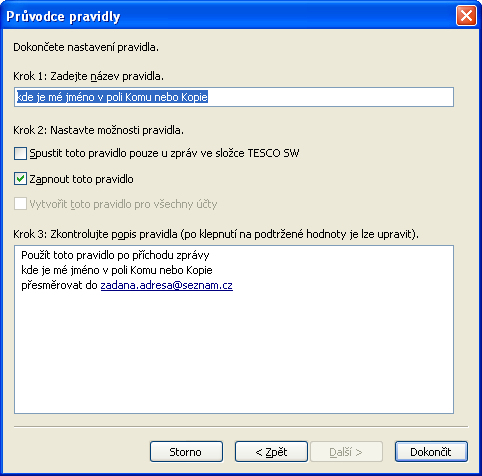 Průvodce pravidly
Dokončete nastavení pravidla.
Krok 1: Zadejte název pravidla.
kde je mé jméno v poli Komu nebo Kopie
Krok 2: Nastavte možnosti pravidla.
Spustit toto pravidlo pouze u zpráv ve složce TESCO SW
Zapnout toto pravidlo
Vytvořit toto pravidlo pro všechny účty
Krok 3: Zkontrolujte popis pravidla (po klepnutí na podtržené hodnoty je lze upravit).
Použít toto pravidlo po příchodu zprávy
kde je mé jméno v poli Komu nebo Kopie
přesměrovat do zadana.adresa@seznam.cz
Storno < Zpět Další > Dokončit